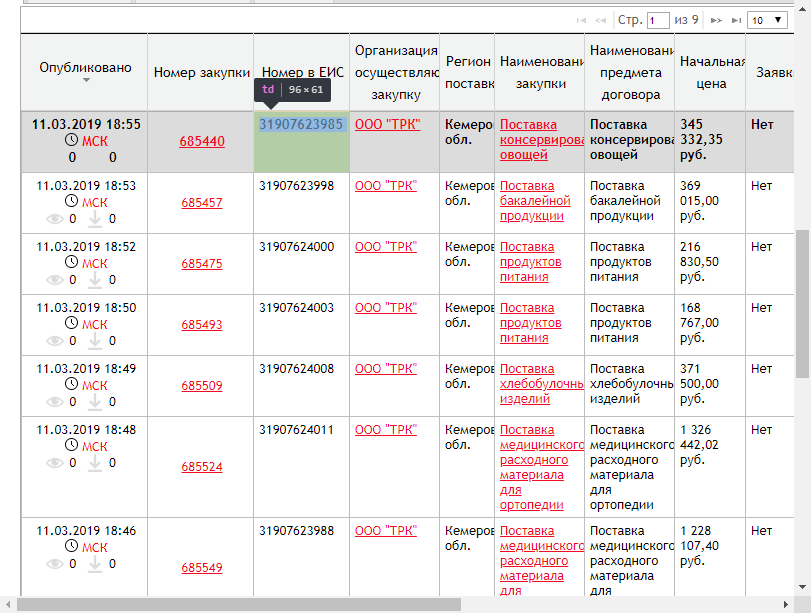 Стр. 1 из 9 10
Опубликовано
Номер закупки
Номер в ЕИС
Организация
осуществляю
закупку
Регион
поставк
Наименовани
закупки
Наименовани
предмета
договора
Начальная
цена
Заявк
td 96×61
11.03.2019 18:55
МСК
0 0
685440
31907623985
ООО "ТРК"
Кемеров
обл.
Поставка
консервирова
овощей
Поставка
консервирова
овощей
345
332,35
руб.
Нет
11.03.2019 18:53
МСК
0 0
685457
31907623998
ООО "ТРК"
Кемеров
обл.
Поставка
бакалейной
продукции
Поставка
бакалейной
продукции
369
015,00
руб.
Нет
11.03.2019 18:52
МСК
0 0
685475
31907624000
ООО "ТРК"
Кемеров
обл.
Поставка
продуктов
питания
Поставка
продуктов
питания
216
830,50
руб.
Нет
11.03.2019 18:50
МСК
0 0
685493
31907624003
ООО "ТРК"
Кемеров
обл.
Поставка
продуктов
питания
Поставка
продуктов
питания
168
767,00
руб.
Нет
11.03.2019 18:49
МСК
0 0
685509
31907624008
ООО "ТРК"
Кемеров
обл.
Поставка
хлебобулочнь
изделий
Поставка
хлебобулочны
изделий
371
500,00
руб.
Нет
11.03.2019 18:48
МСК
0 0
685524
31907624011
ООО "ТРК"
Кемеров
обл.
Поставка
медицинского
расходного
материала
для
ортопедии
Поставка
медицинского
расходного
материала
для
ортопедии
1 326
442,02
руб.
Нет
11.03.2019 18:46
МСК
0 0
685549
31907623988
ООО "ТРК"
Кемеров
обл.
Поставка
медицинского
расходного
материала
для
Поставка
медицинского
расходного
материала
для
1 228
107,40
руб.
Нет